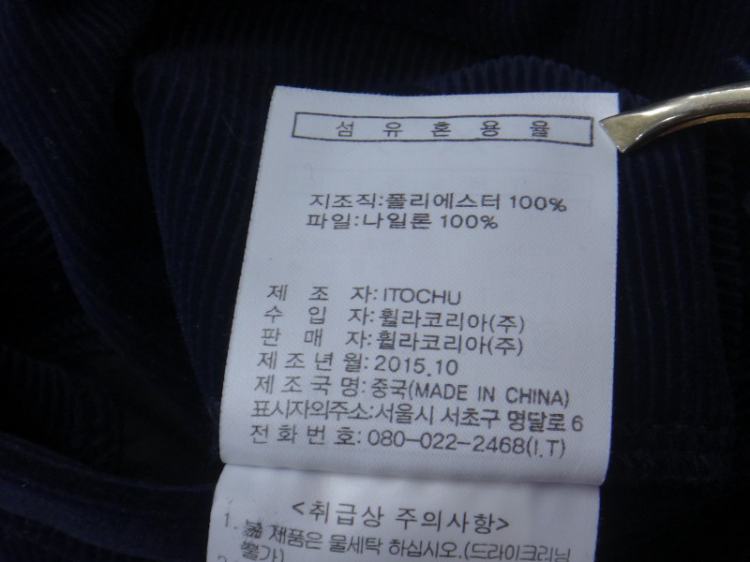 섬 유 혼 용 율
지조직:폴리에스터 100%
파일:나일론 100%
제 조 자:ITOCHU
수 입 자:휠라코리아(주)
판 매 자:휠라코리아(주)
제 조 년 월:2015.10
제 조 국 명:중국(MADE IN CHINA)
표시자의주소:서울시 서초구 명달로 6
전 화 번 호:080-022-2468(I.T)
<취급상 주의사항>
1. 제품은 물세탁 하십시오.(드라이크리닝
불가)